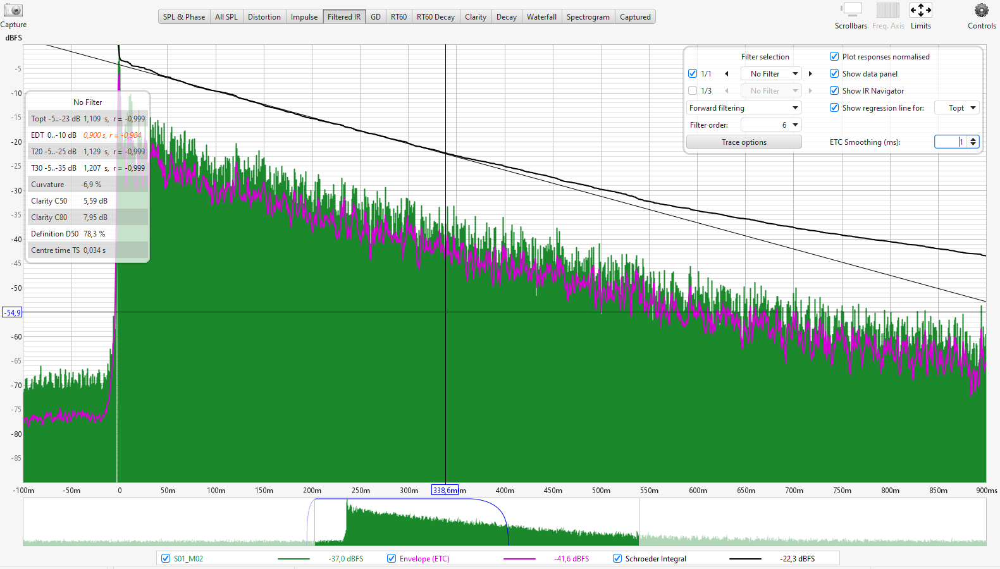 Capture
SPL & Phase All SPL Distortion Impulse Filtered IR GD RT60 RT60 Decay Clarity Decay Waterfall Spectrogram Captured
Scrollbars Freq. Axis Limits Controls
dBFS
-5
-10
-15
-20
-25
-30
-35
-40
-45
-50
-54,9
-60
-65
-70
-75
-80
-85
No Filter
Topt -5..-23 dB 1,109 s, r = -0,999
EDT 0..-10 dB 0,900 s, r = -0,984
T20 -5..-25 dB 1,129 s, r = -0,999
T30 -5..-35 dB 1,207 s, r = -0,999
Curvature 6,9 %
Clarity C50 5,59 dB
Clarity C80 7,95 dB
Definition D50 78,3 %
Centre time TS 0,034 s
Filter selection
1/1 No Filter
1/3 No Filter
Forward filtering
Filter order: 6
Trace options
Plot responses normalised
Show data panel
Show IR Navigator
Show regression line for: Topt
ETC Smoothing (ms): 1
-100m -50m 0 50m 100m 150m 200m 250m 300m 338,6m 400m 450m 500m 550m 600m 650m 700m 750m 800m 850m 900ms
S01_M02 -37,0 dBFS Envelope (ETC) -41,6 dBFS Schroeder Integral -22,3 dBFS